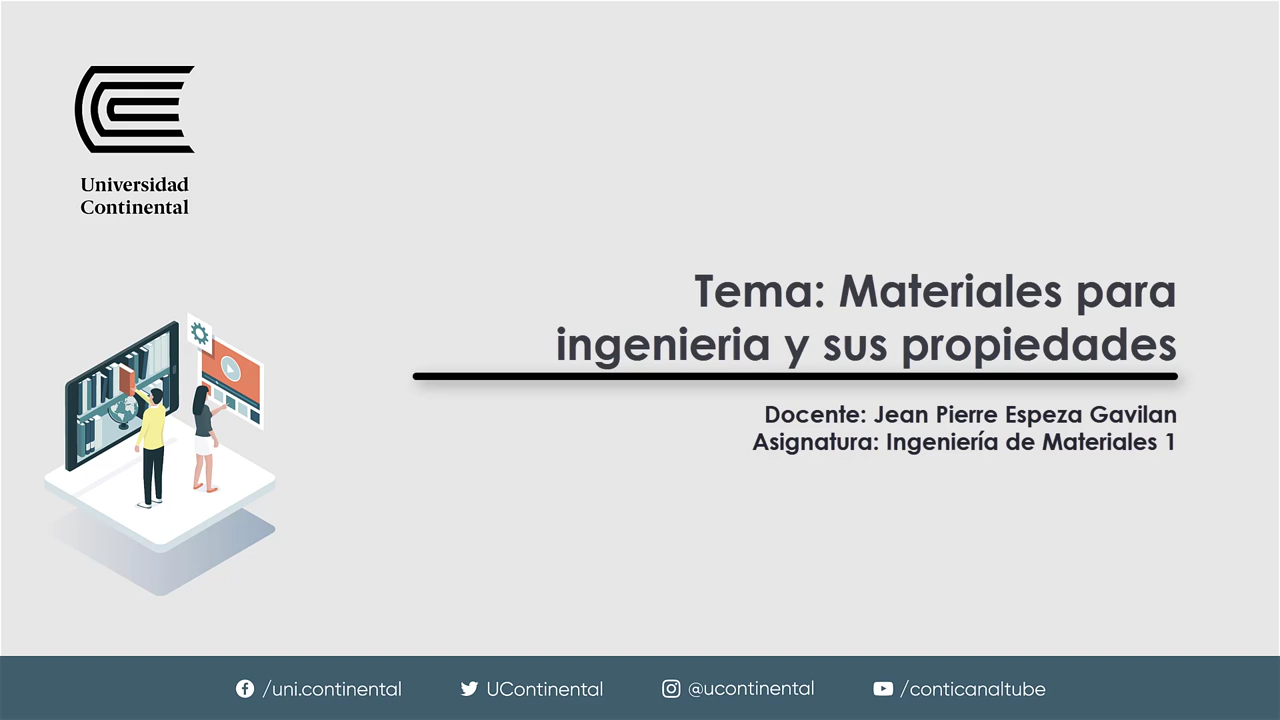 Universidad
Continental
Tema: Materiales para
ingenieria y sus propiedades
Docente: Jean Pierre Espeza Gavilan
Asignatura: Ingeniería de Materiales 1
/uni.continental
UContinental
@ucontinental
/conticanaltube